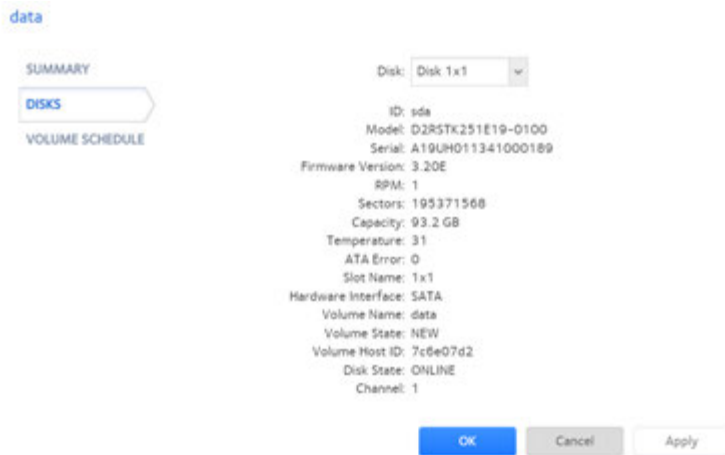 data
SUMMARY
DISKS
VOLUME SCHEDULE
Disk: Disk 1x1
ID: sda
Model: D2RSTK251E19-0100
Serial: A19UH011341000189
Firmware Version: 3.20E
RPM: 1
Sectors: 195371568
Capacity: 93.2 GB
Temperature: 31
ATA Error: 0
Slot Name: 1x1
Hardware Interface: SATA
Volume Name: data
Volume State: NEW
Volume Host ID: 7c6e07d2
Disk State: ONLINE
Channel: 1
OK Cancel Apply